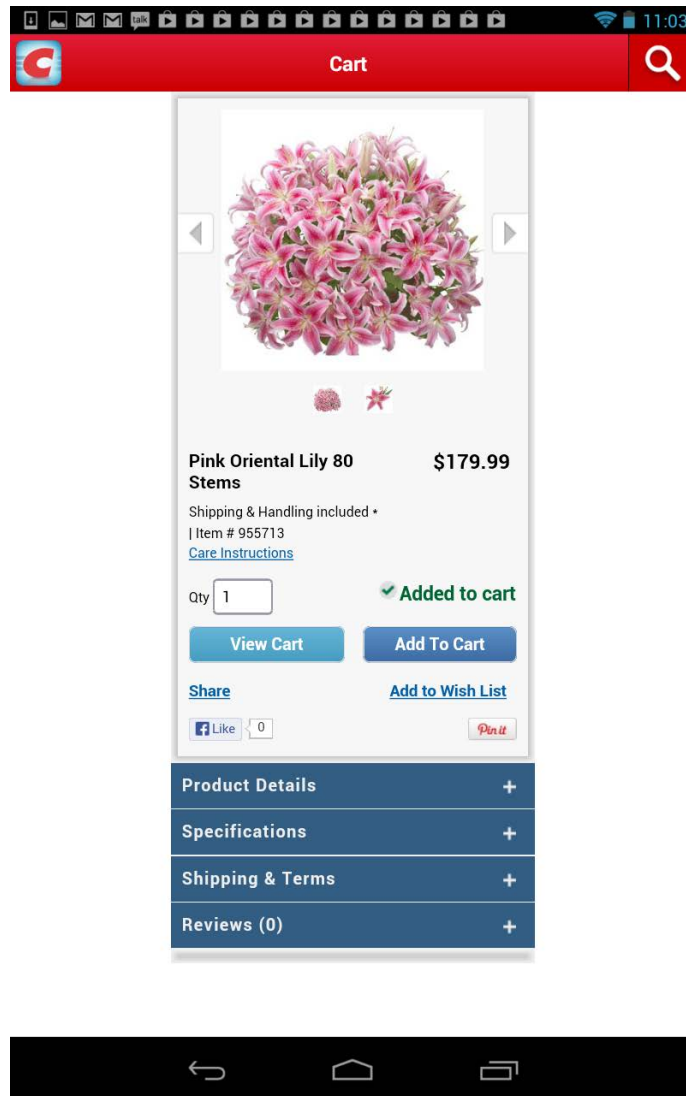 talk
11:03
Cart
Pink Oriental Lily 80
Stems
$179.99
Shipping & Handling included *
| Item # 955713
Care Instructions
Qty 1
Added to cart
View Cart
Add To Cart
Share
Add to Wish List
Like 0
Pin it
Product Details +
Specifications +
Shipping & Terms +
Reviews (0) +